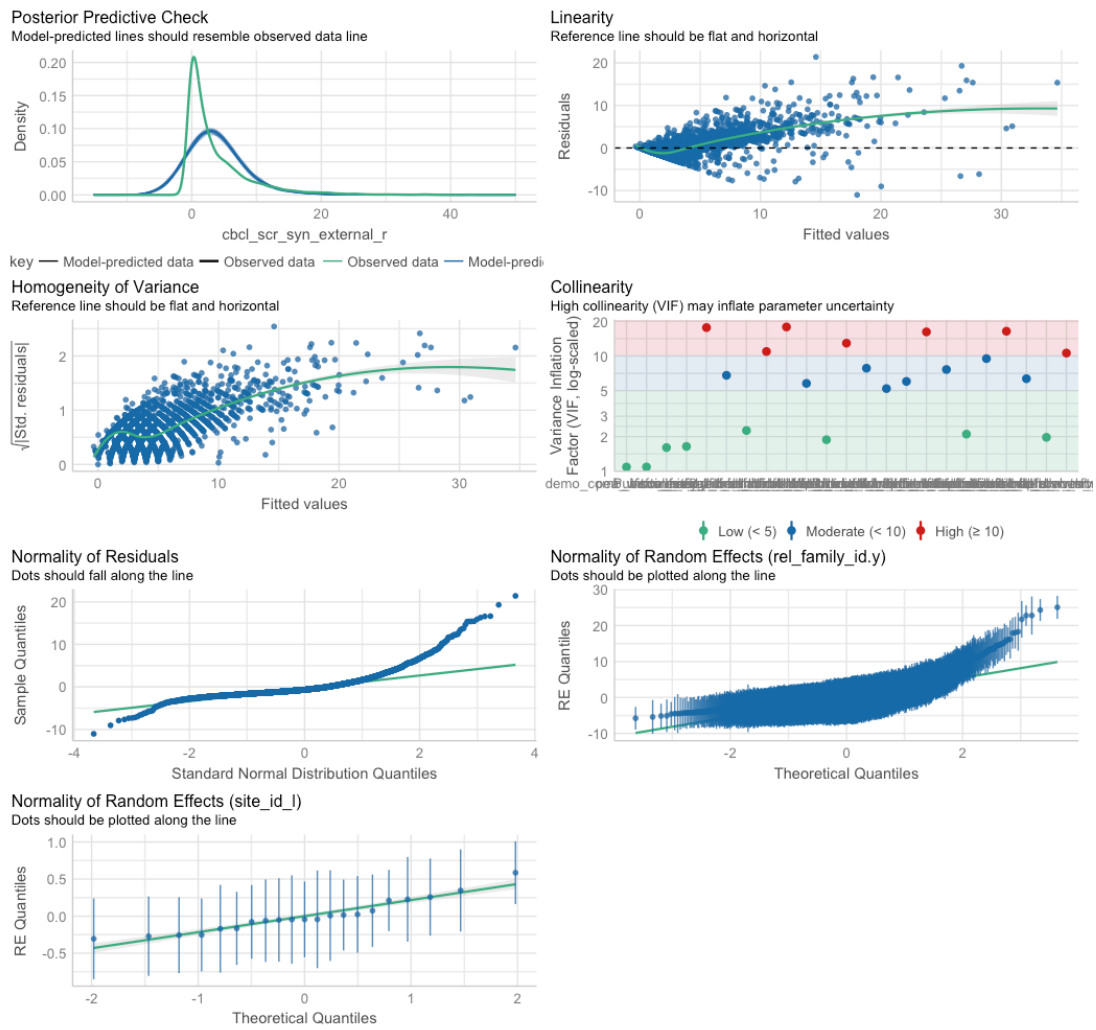 Posterior Predictive Check
Model-predicted lines should resemble observed data line
0.20
0.15
0.10
0.05
0.00
Density
0
20
40
cbcl_scr_syn_external_r
key — Model-predicted data — Observed data — Observed data — Model-predi
Linearity
Reference line should be flat and horizontal
20
10
0
-10
Residuals
0
10
20
30
Fitted values
Homogeneity of Variance
Reference line should be flat and horizontal
2
1
0
√|Std. residuals|
0
10
20
30
Fitted values
Collinearity
High collinearity (VIF) may inflate parameter uncertainty
20
10
5
3
2
1
Variance Inflation
Factor (VIF, log-scaled)
Low (< 5) Moderate (< 10) High (≥ 10)
Normality of Residuals
Dots should fall along the line
20
10
0
-10
Sample Quantiles
-4
-2
0
2
4
Standard Normal Distribution Quantiles
Normality of Random Effects (rel_family_id.y)
Dots should be plotted along the line
30
20
10
0
-10
RE Quantiles
-2
0
2
Theoretical Quantiles
Normality of Random Effects (site_id_l)
Dots should be plotted along the line
1.0
0.5
0.0
-0.5
RE Quantiles
-2
-1
0
1
2
Theoretical Quantiles